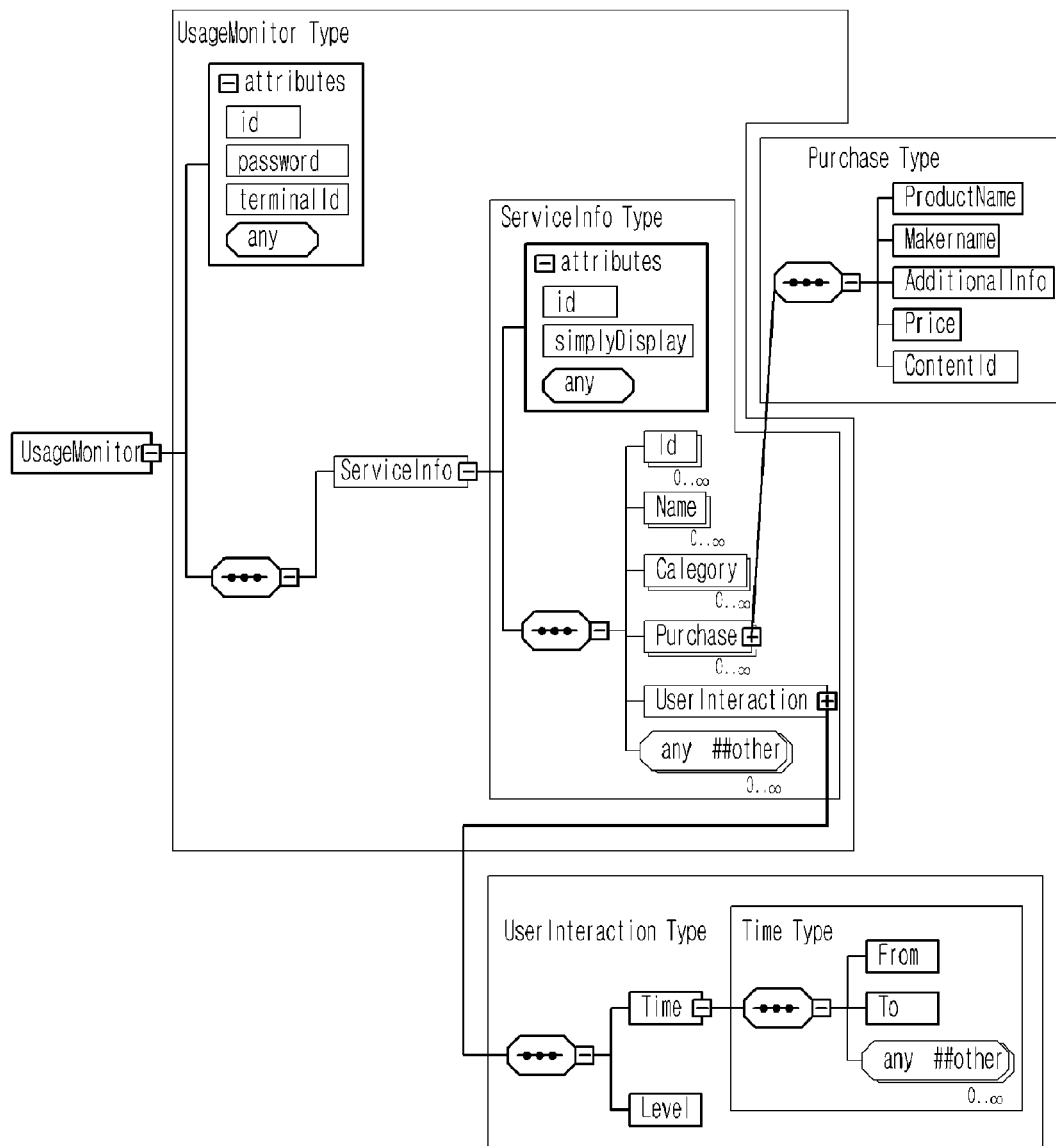 UsageMonitor Type
attributes
id
password
terminalId
any
Purchase Type
ProductName
Makername
AdditionalInfo
Price
ContentId
ServiceInfo Type
attributes
id
simplyDisplay
any
UsageMonitor
ServiceInfo
Id
0..∞
Name
0..∞
Calegory
0..∞
Purchase
0..∞
UserInteraction
any ##other
0..∞
UserInteraction Type
Time Type
From
Time
To
any ##other
0..∞
Level